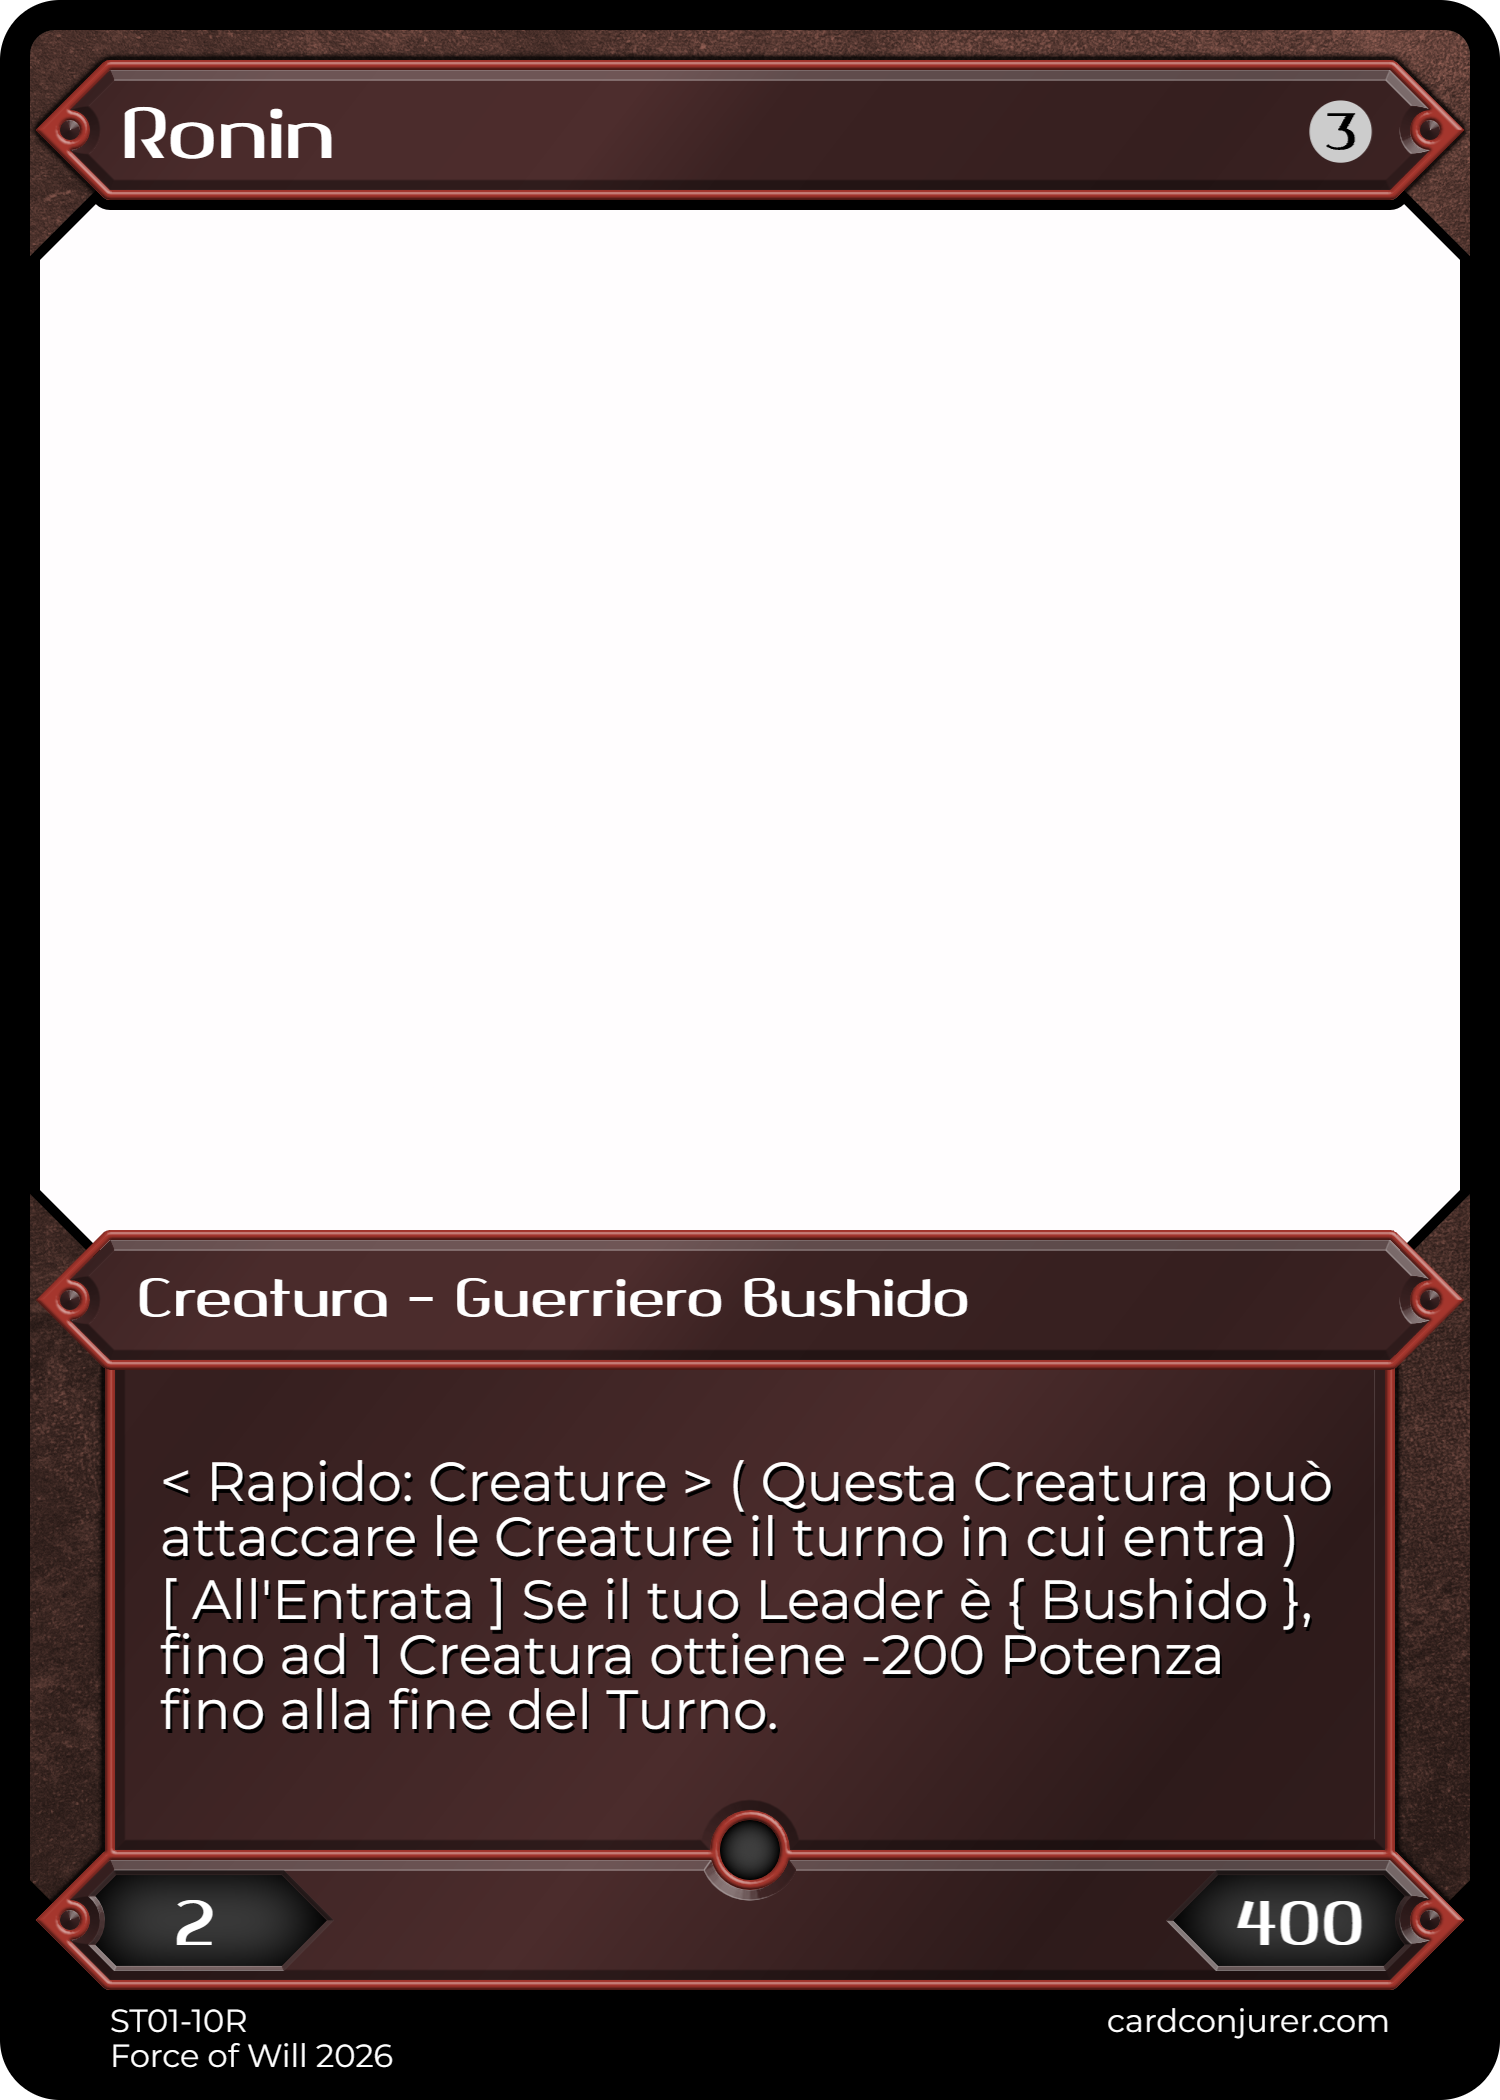 Ronin
3
Creatura - Guerriero Bushido
< Rapido: Creature > ( Questa Creatura può
attaccare le Creature il turno in cui entra )
[ All'Entrata ] Se il tuo Leader è { Bushido },
fino ad 1 Creatura ottiene -200 Potenza
fino alla fine del Turno.
2
400
ST01-10R
cardconjurer.com
Force of Will 2026